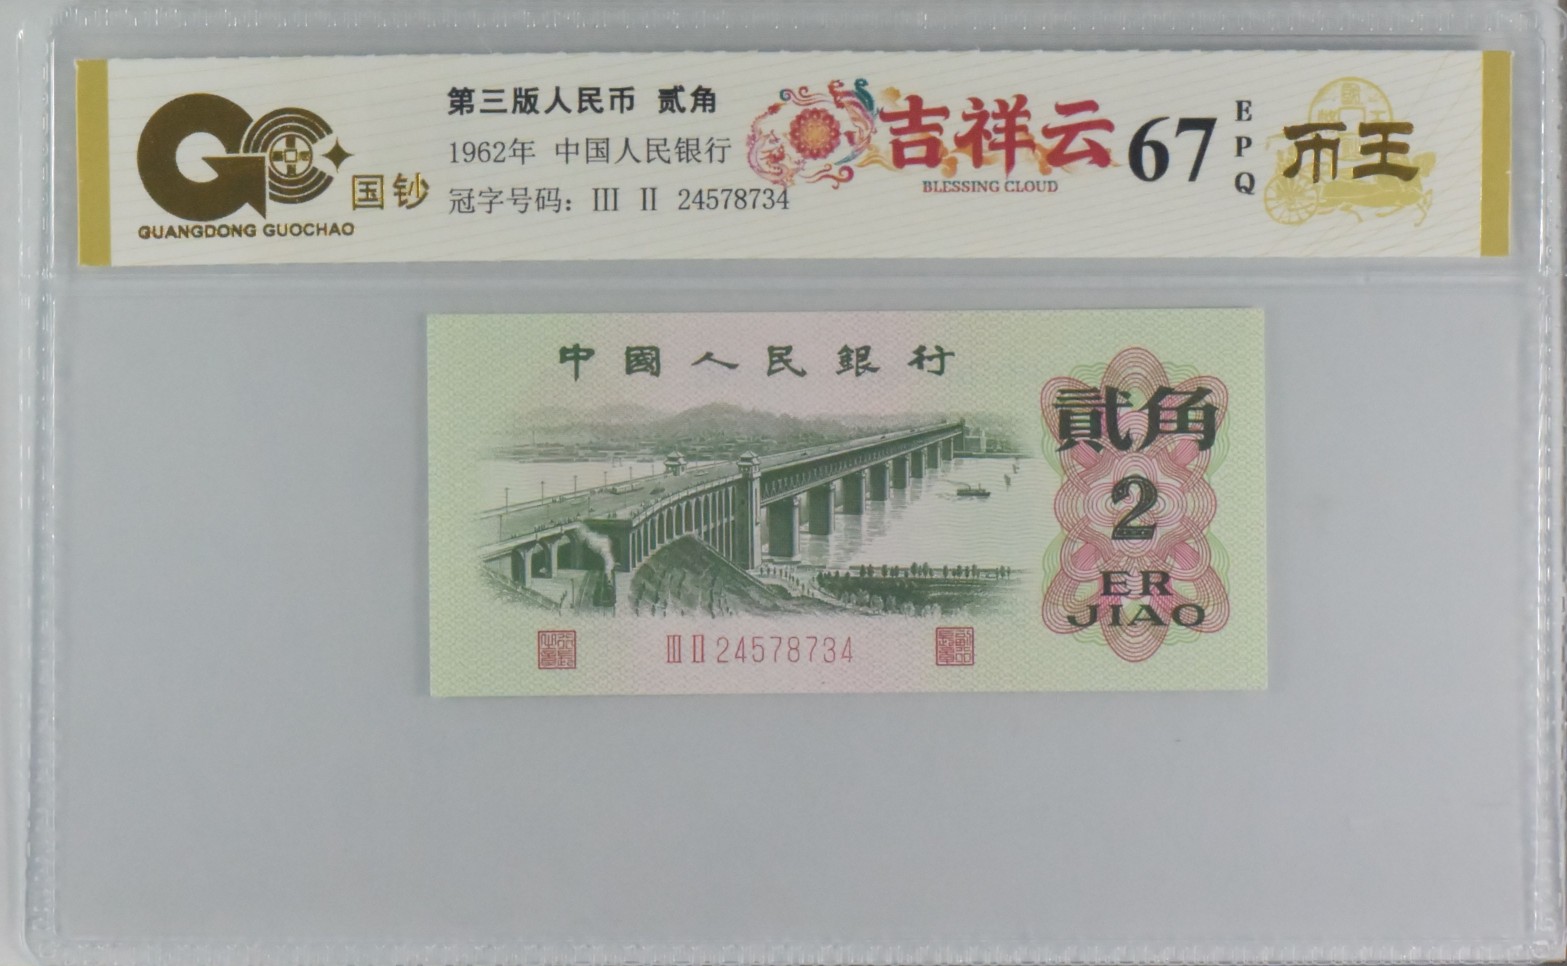 国钞
GUANGDONG GUOCHAO
第三版人民币 贰角
1962年 中国人民银行
冠字号码：Ⅲ Ⅱ 24578734
吉祥云
BLESSING CLOUD
67
EPQ
币王
中國人民銀行
貳角
2
ER
JIAO
Ⅲ Ⅱ 24578734